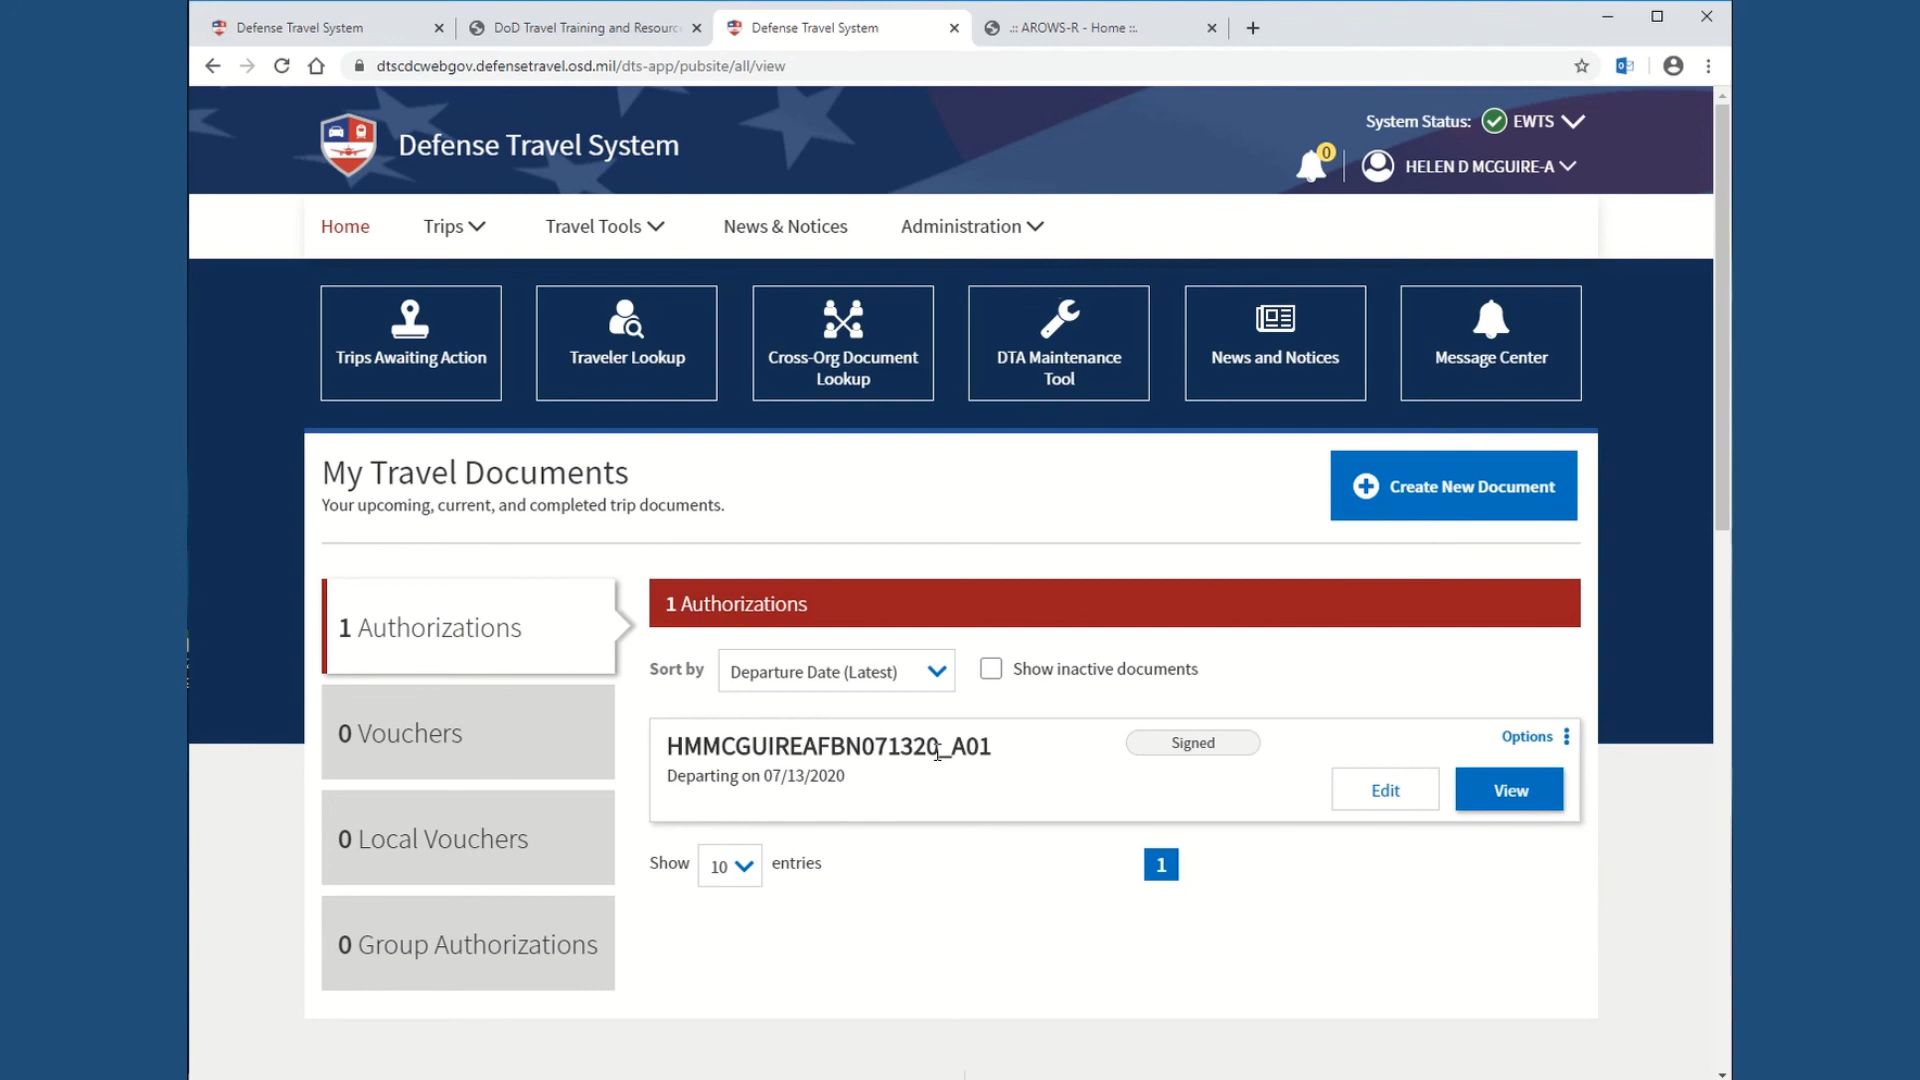 Defense Travel System
DoD Travel Training and Resourc
Defense Travel System
.:: AROWS-R - Home ::.
dtscdcwebgov.defensetravel.osd.mil/dts-app/pubsite/all/view
System Status: EWTS
Defense Travel System
0
HELEN D MCGUIRE-A
Home Trips Travel Tools News & Notices Administration
Trips Awaiting Action
Traveler Lookup
Cross-Org Document
Lookup
DTA Maintenance
Tool
News and Notices
Message Center
My Travel Documents
Your upcoming, current, and completed trip documents.
Create New Document
1 Authorizations
0 Vouchers
0 Local Vouchers
0 Group Authorizations
1 Authorizations
Sort by Departure Date (Latest) Show inactive documents
HMMCGUIREAFBN071320_A01 Signed Options
Departing on 07/13/2020
Edit View
Show 10 entries 1